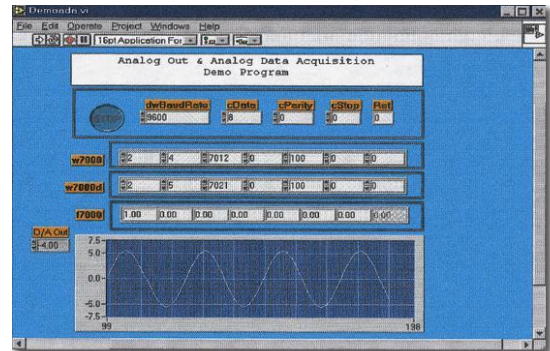 Demoado.vi
File Edit Operate Project Windows Help
16pt Application For
Analog Out & Analog Data Acquisition
Demo Program
STOP
dwBaudRate cData cParity cStop Ret
9600 8 0 0 0
w7000 2 4 7012 0 100 0 0
w7000d 2 5 7021 0 100 0 0
f7000 1.00 0.00 0.00 0.00 0.00 0.00 0.00 0.00
D/A Out
-4.00
7.5
5.0
0.0
-5.0
-7.5
99 198